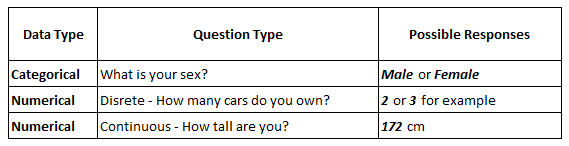 Data Type Question Type Possible Responses
Categorical What is your sex? Male or Female
Numerical Disrete - How many cars do you own? 2 or 3 for example
Numerical Continuous - How tall are you? 172 cm